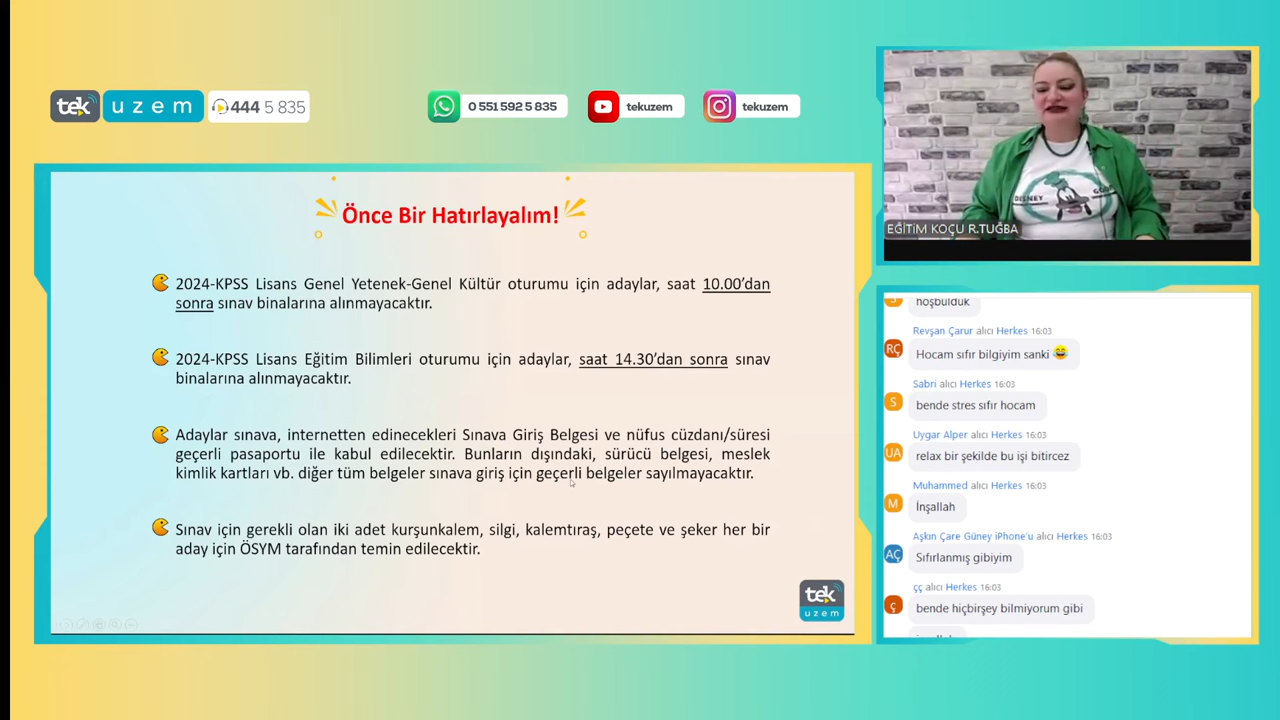 tek
uzem
444 5 835
0 551 592 5 835
tekuzem
tekuzem
Önce Bir Hatırlayalım!
2024-KPSS Lisans Genel Yetenek-Genel Kültür oturumu için adaylar, saat 10.00’dan
sonra sınav binalarına alınmayacaktır.
2024-KPSS Lisans Eğitim Bilimleri oturumu için adaylar, saat 14.30’dan sonra sınav
binalarına alınmayacaktır.
Adaylar sınava, internetten edinecekleri Sınava Giriş Belgesi ve nüfus cüzdanı/süresi
geçerli pasaportu ile kabul edilecektir. Bunların dışındaki, sürücü belgesi, meslek
kimlik kartları vb. diğer tüm belgeler sınava giriş için geçerli belgeler sayılmayacaktır.
Sınav için gerekli olan iki adet kurşunkalem, silgi, kalemtıraş, peçete ve şeker her bir
aday için ÖSYM tarafından temin edilecektir.
tek
uzem
DISNEY
EĞİTİM KOÇU R.TUĞBA
hoşbulduk
Revşan Çarur alıcı Herkes 16:03
RÇ
Hocam sıfır bilgiyim sanki 😂
Sabri alıcı Herkes 16:03
S
bende stres sıfır hocam
Uygar Alper alıcı Herkes 16:03
UA
relax bir şekilde bu işi bitircez
Muhammed alıcı Herkes 16:03
M
İnşallah
Aşkın Çare Güney iPhone'u alıcı Herkes 16:03
AÇ
Sıfırlanmış gibiyim
çç alıcı Herkes 16:03
ç
bende hiçbirşey bilmiyorum gibi